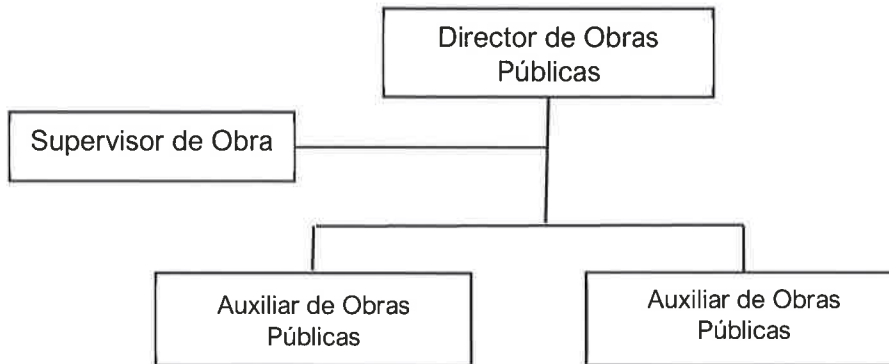 Director de Obras
Públicas
Supervisor de Obra
Auxiliar de Obras
Públicas
Auxiliar de Obras
Públicas